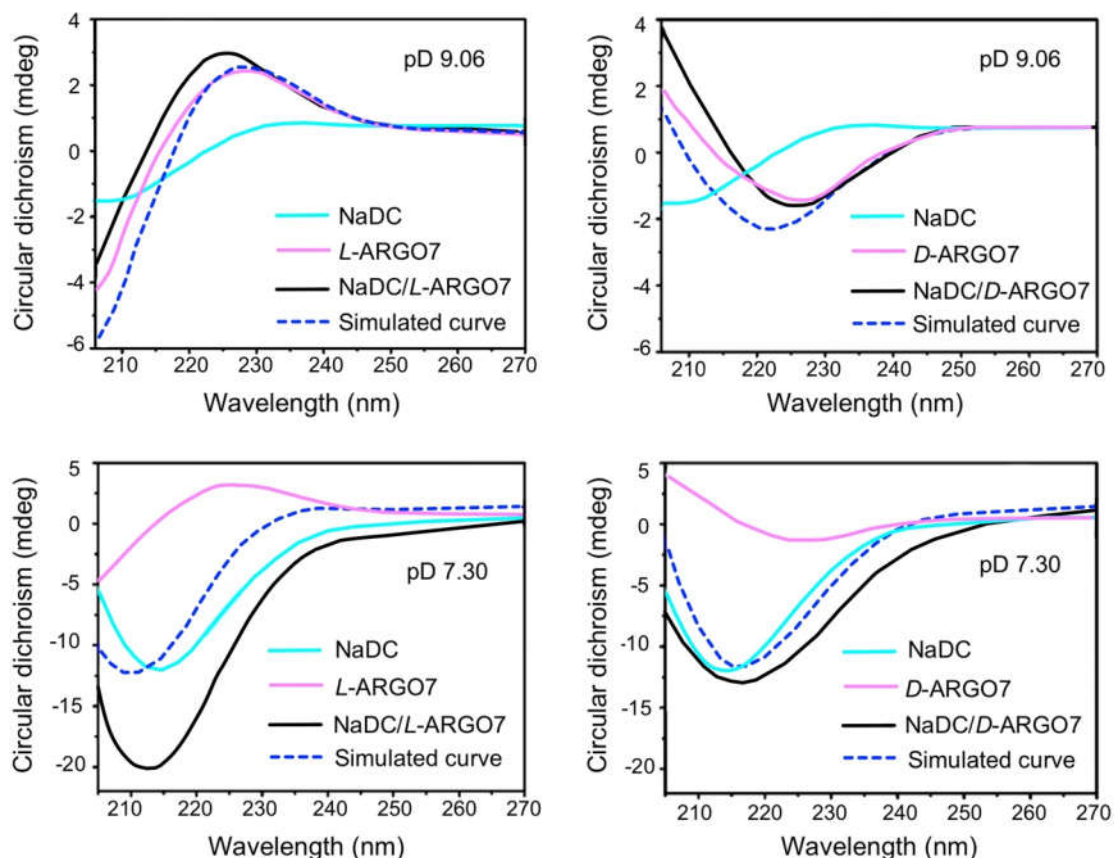 Circular dichroism (mdeg)
4
2
0
-2
-4
-6
pD 9.06
NaDC
L-ARGO7
NaDC/L-ARGO7
Simulated curve
210 220 230 240 250 260 270
Wavelength (nm)
Circular dichroism (mdeg)
4
2
0
-2
-4
-6
pD 9.06
NaDC
D-ARGO7
NaDC/D-ARGO7
Simulated curve
210 220 230 240 250 260 270
Wavelength (nm)
Circular dichroism (mdeg)
5
0
-5
-10
-15
-20
pD 7.30
NaDC
L-ARGO7
NaDC/L-ARGO7
Simulated curve
210 220 230 240 250 260 270
Wavelength (nm)
Circular dichroism (mdeg)
5
0
-5
-10
-15
-20
pD 7.30
NaDC
D-ARGO7
NaDC/D-ARGO7
Simulated curve
210 220 230 240 250 260 270
Wavelength (nm)